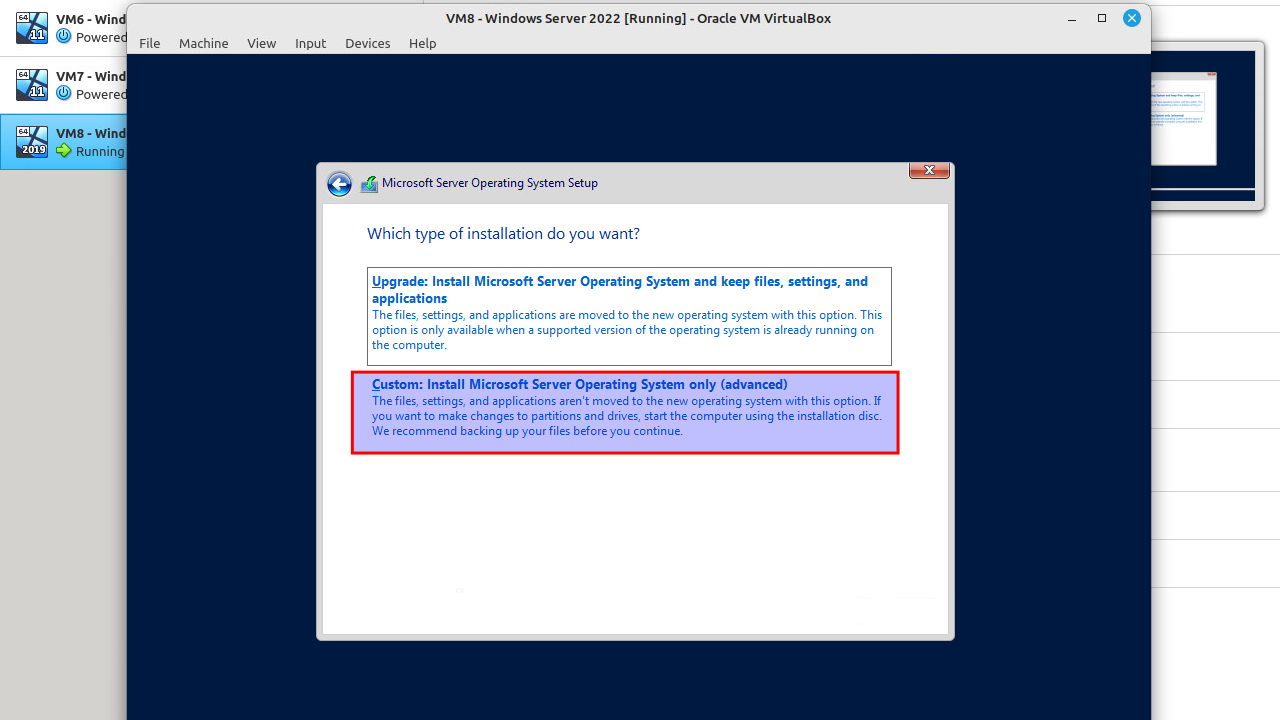 VM8 - Windows Server 2022 [Running] - Oracle VM VirtualBox
File Machine View Input Devices Help
64
11
VM6 - Wind
Powered
64
11
VM7 - Wind
Powered
64
2019
VM8 - Wind
Running
Microsoft Server Operating System Setup
Which type of installation do you want?
Upgrade: Install Microsoft Server Operating System and keep files, settings, and
applications
The files, settings, and applications are moved to the new operating system with this option. This
option is only available when a supported version of the operating system is already running on
the computer.
Custom: Install Microsoft Server Operating System only (advanced)
The files, settings, and applications aren't moved to the new operating system with this option. If
you want to make changes to partitions and drives, start the computer using the installation disc.
We recommend backing up your files before you continue.